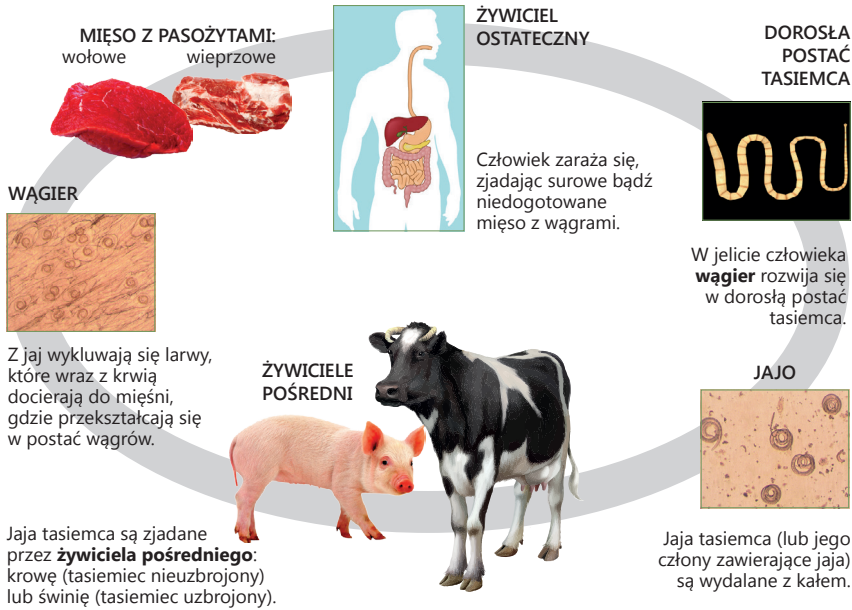 MIĘSO Z PASOŻYTAMI:
wołowe wieprzowe
ŻYWICIEL
OSTATECZNY
Człowiek zaraża się,
zjadając surowe bądź
niedogotowane
mięso z wągrami.
DOROSŁA
POSTAĆ
TASIEMCA
W jelicie człowieka
wągier rozwija się
w dorosłą postać
tasiemca.
JAJO
Jaja tasiemca (lub jego
człony zawierające jaja)
są wydalane z kałem.
ŻYWICIELE
POŚREDNI
Jaja tasiemca są zjadane
przez żywiciela pośredniego:
krowę (tasiemiec nieuzbrojony)
lub świnię (tasiemiec uzbrojony).
WĄGIER
Z jaj wykluwają się larwy,
które wraz z krwią
docierają do mięśni,
gdzie przekształcają się
w postać wągrów.